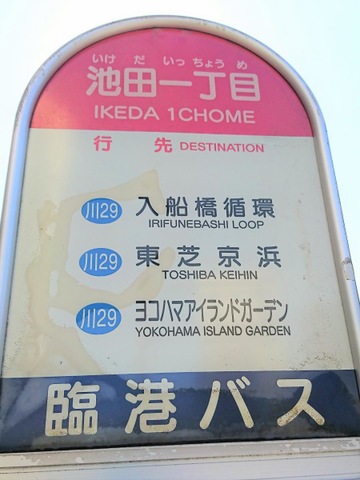 いけ だ いっ ちょう め
池田一丁目
IKEDA 1CHOME
行先 DESTINATION
川29 入船橋循環
IRIFUNEBASHI LOOP
川29 東芝京浜
TOSHIBA KEIHIN
川29 ヨコハマアイランドガーデン
YOKOHAMA ISLAND GARDEN
臨港バス